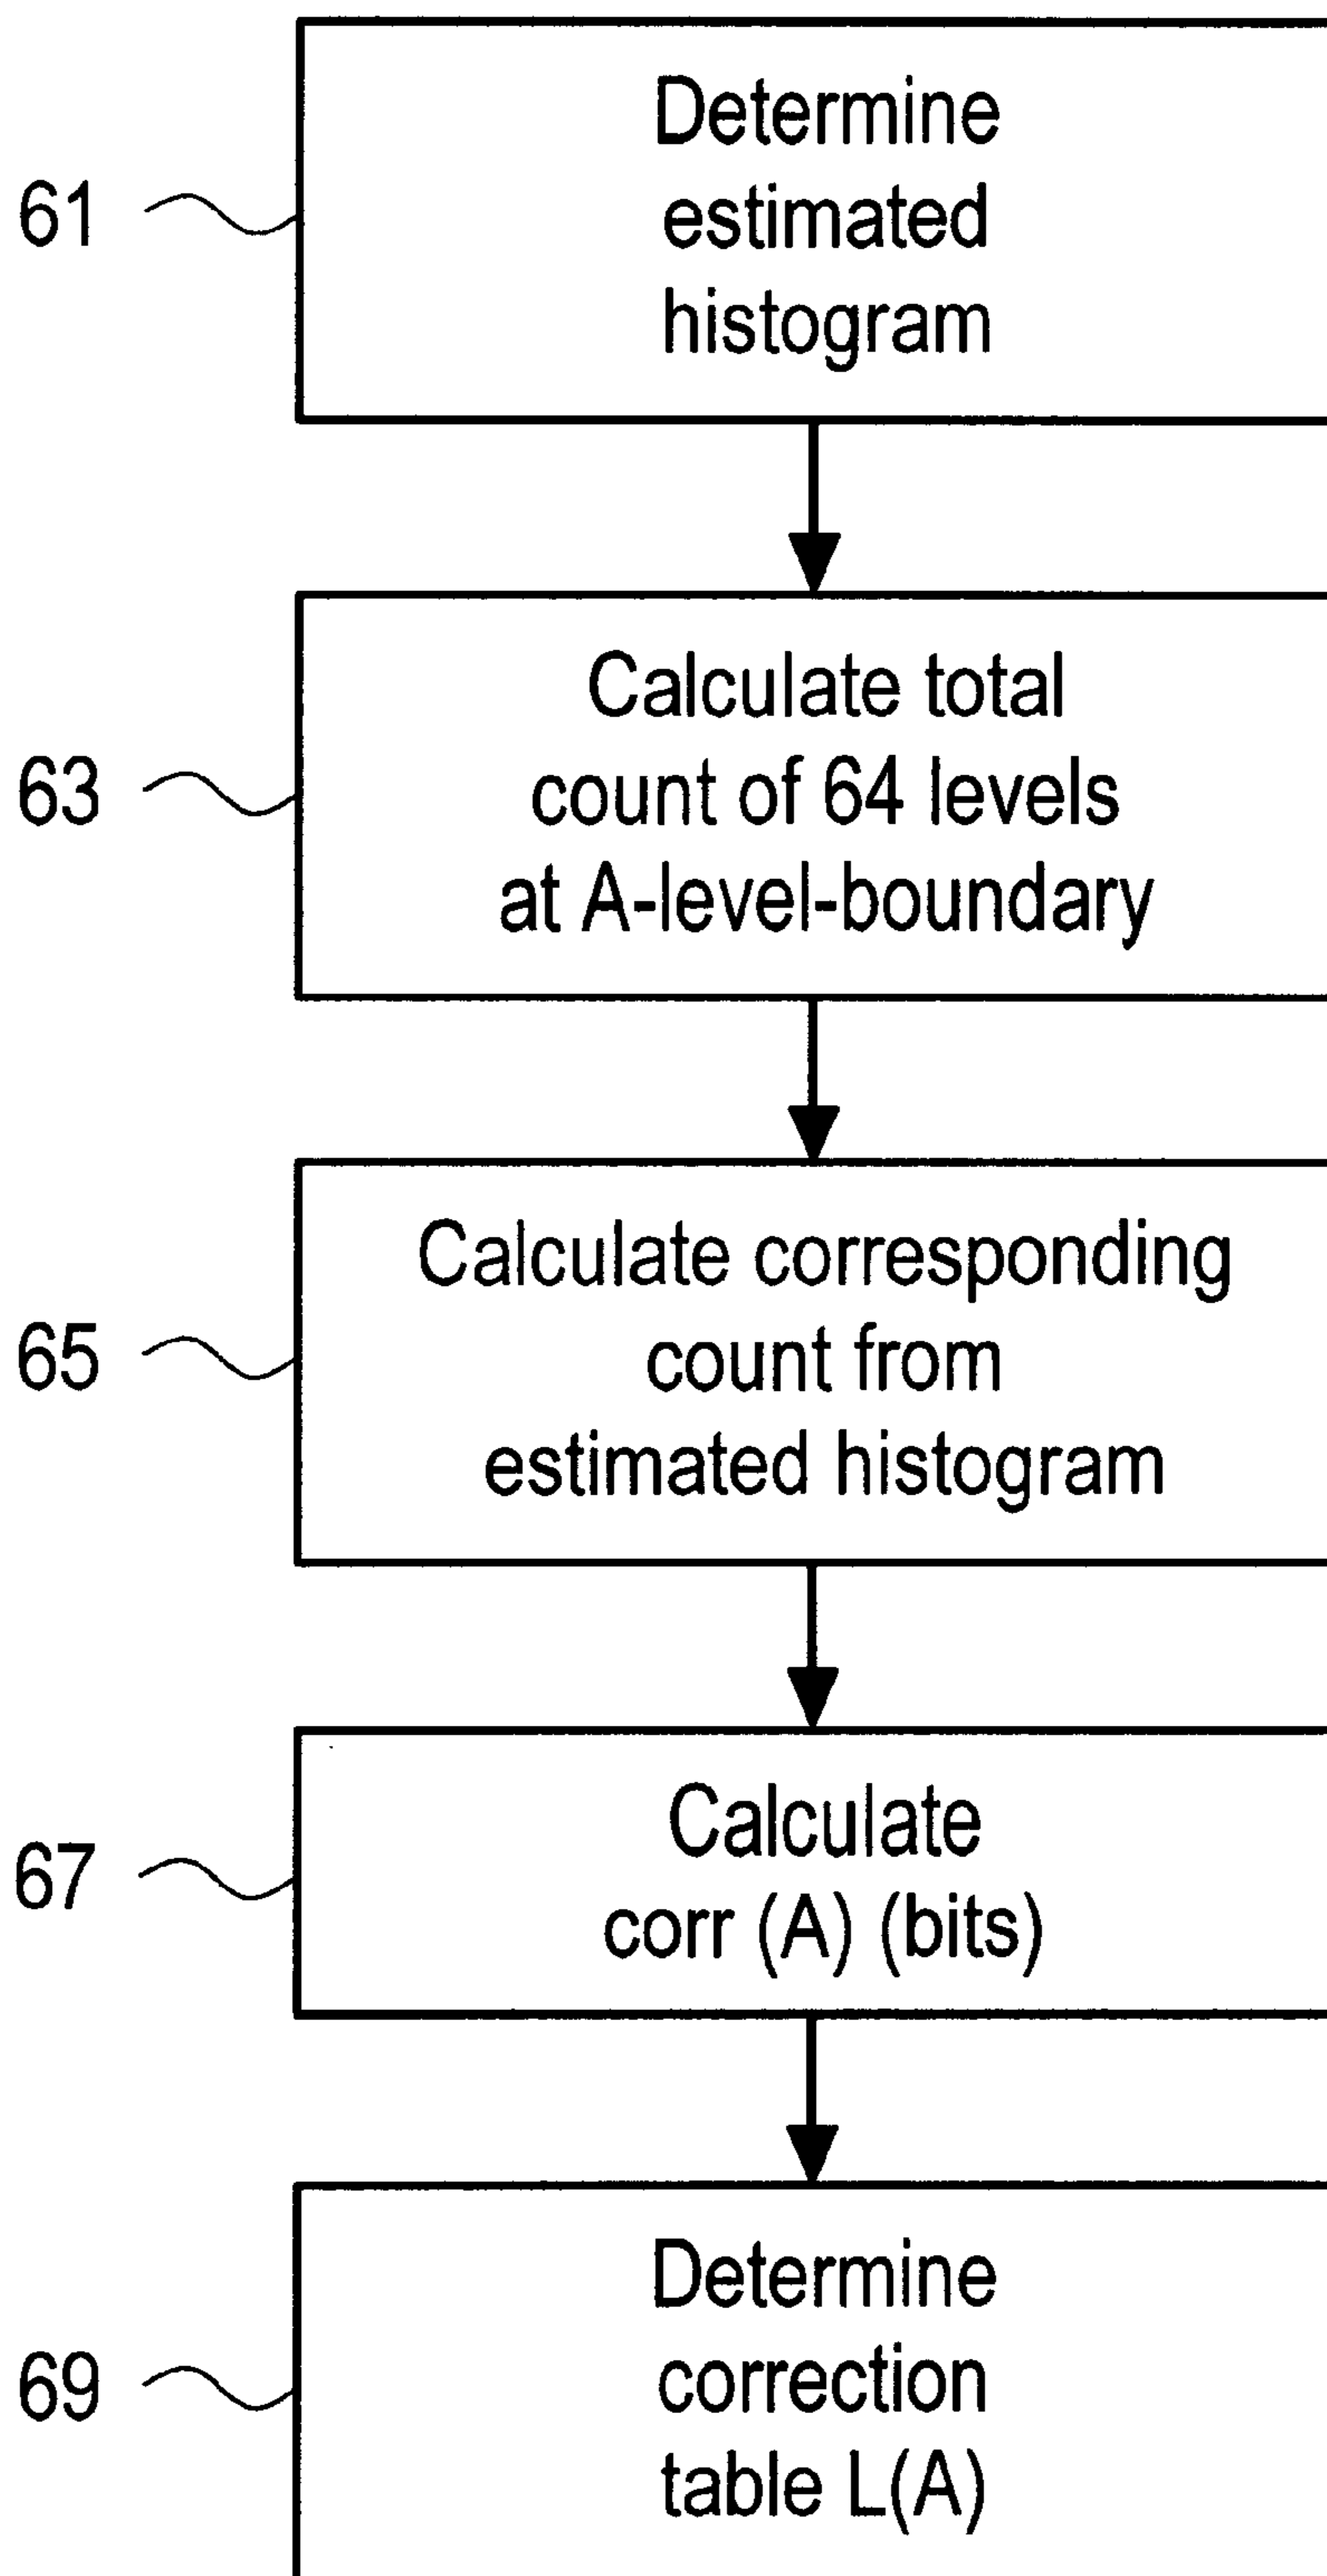 61
Determine
estimated
histogram
63
Calculate total
count of 64 levels
at A-level-boundary
65
Calculate corresponding
count from
estimated histogram
67
Calculate
corr (A) (bits)
69
Determine
correction
table L(A)